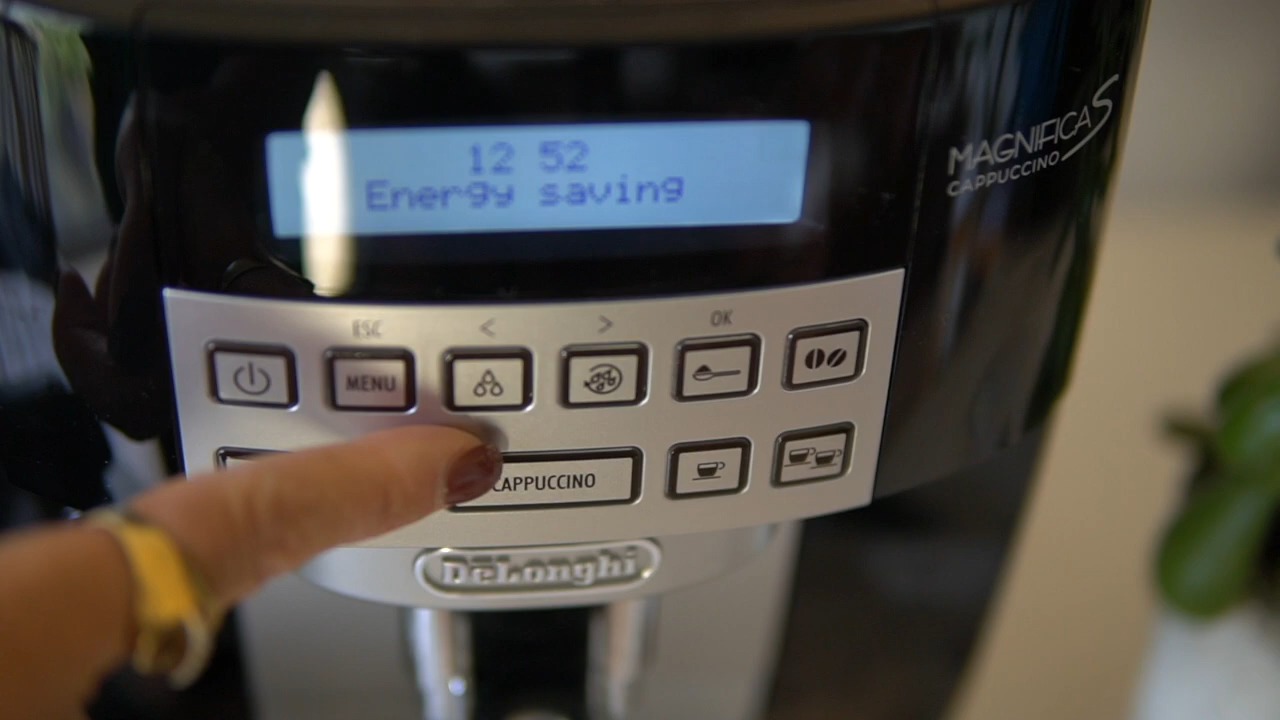 12 52
Energy saving
MAGNIFICA S
CAPPUCCINO
ESC < > OK
MENU
CAPPUCCINO
DeLonghi